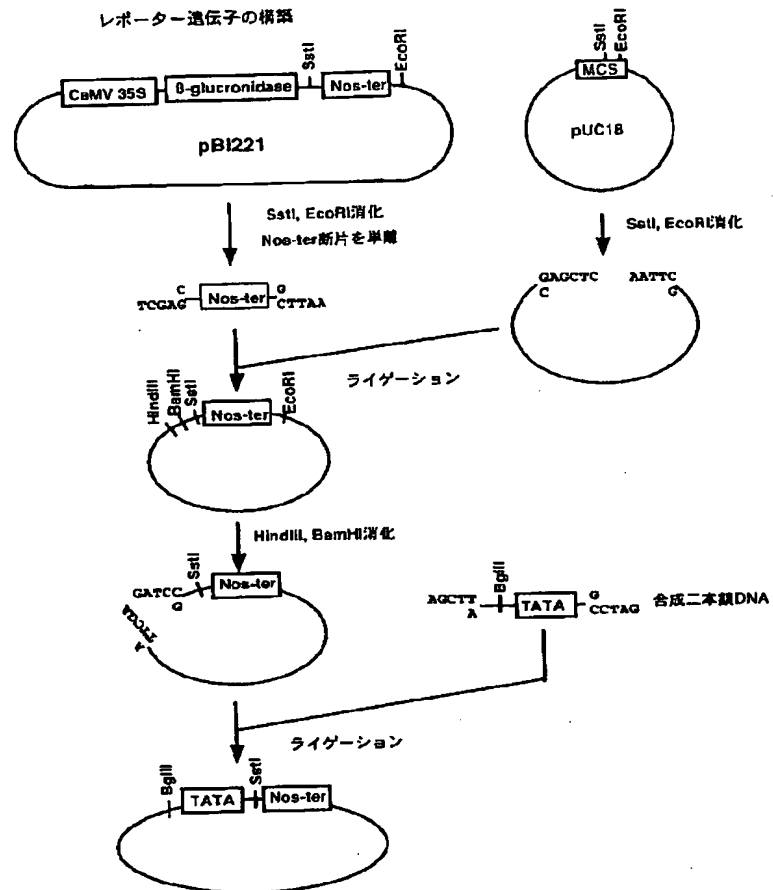 レポーター遺伝子の構築
SstI
EcoRI
CaMV 35S
β-glucronidase
Nos-ter
pBI221
SstI
EcoRI
MCS
pUC18
SstI, EcoRI消化
Nos-ter断片を単離
SstI, EcoRI消化
C
TCGAG
Nos-ter
G
CTTAA
GAGCTC
C
AATTC
G
ライゲーション
HindIII
BamHI
SstI
Nos-ter
EcoRI
HindIII, BamHI消化
GATCC
G
SstI
Nos-ter
TTCGA
A
AGCTT
A
BglII
TATA
G
CCTAG
合成二本鎖DNA
ライゲーション
BglII
TATA
SstI
Nos-ter